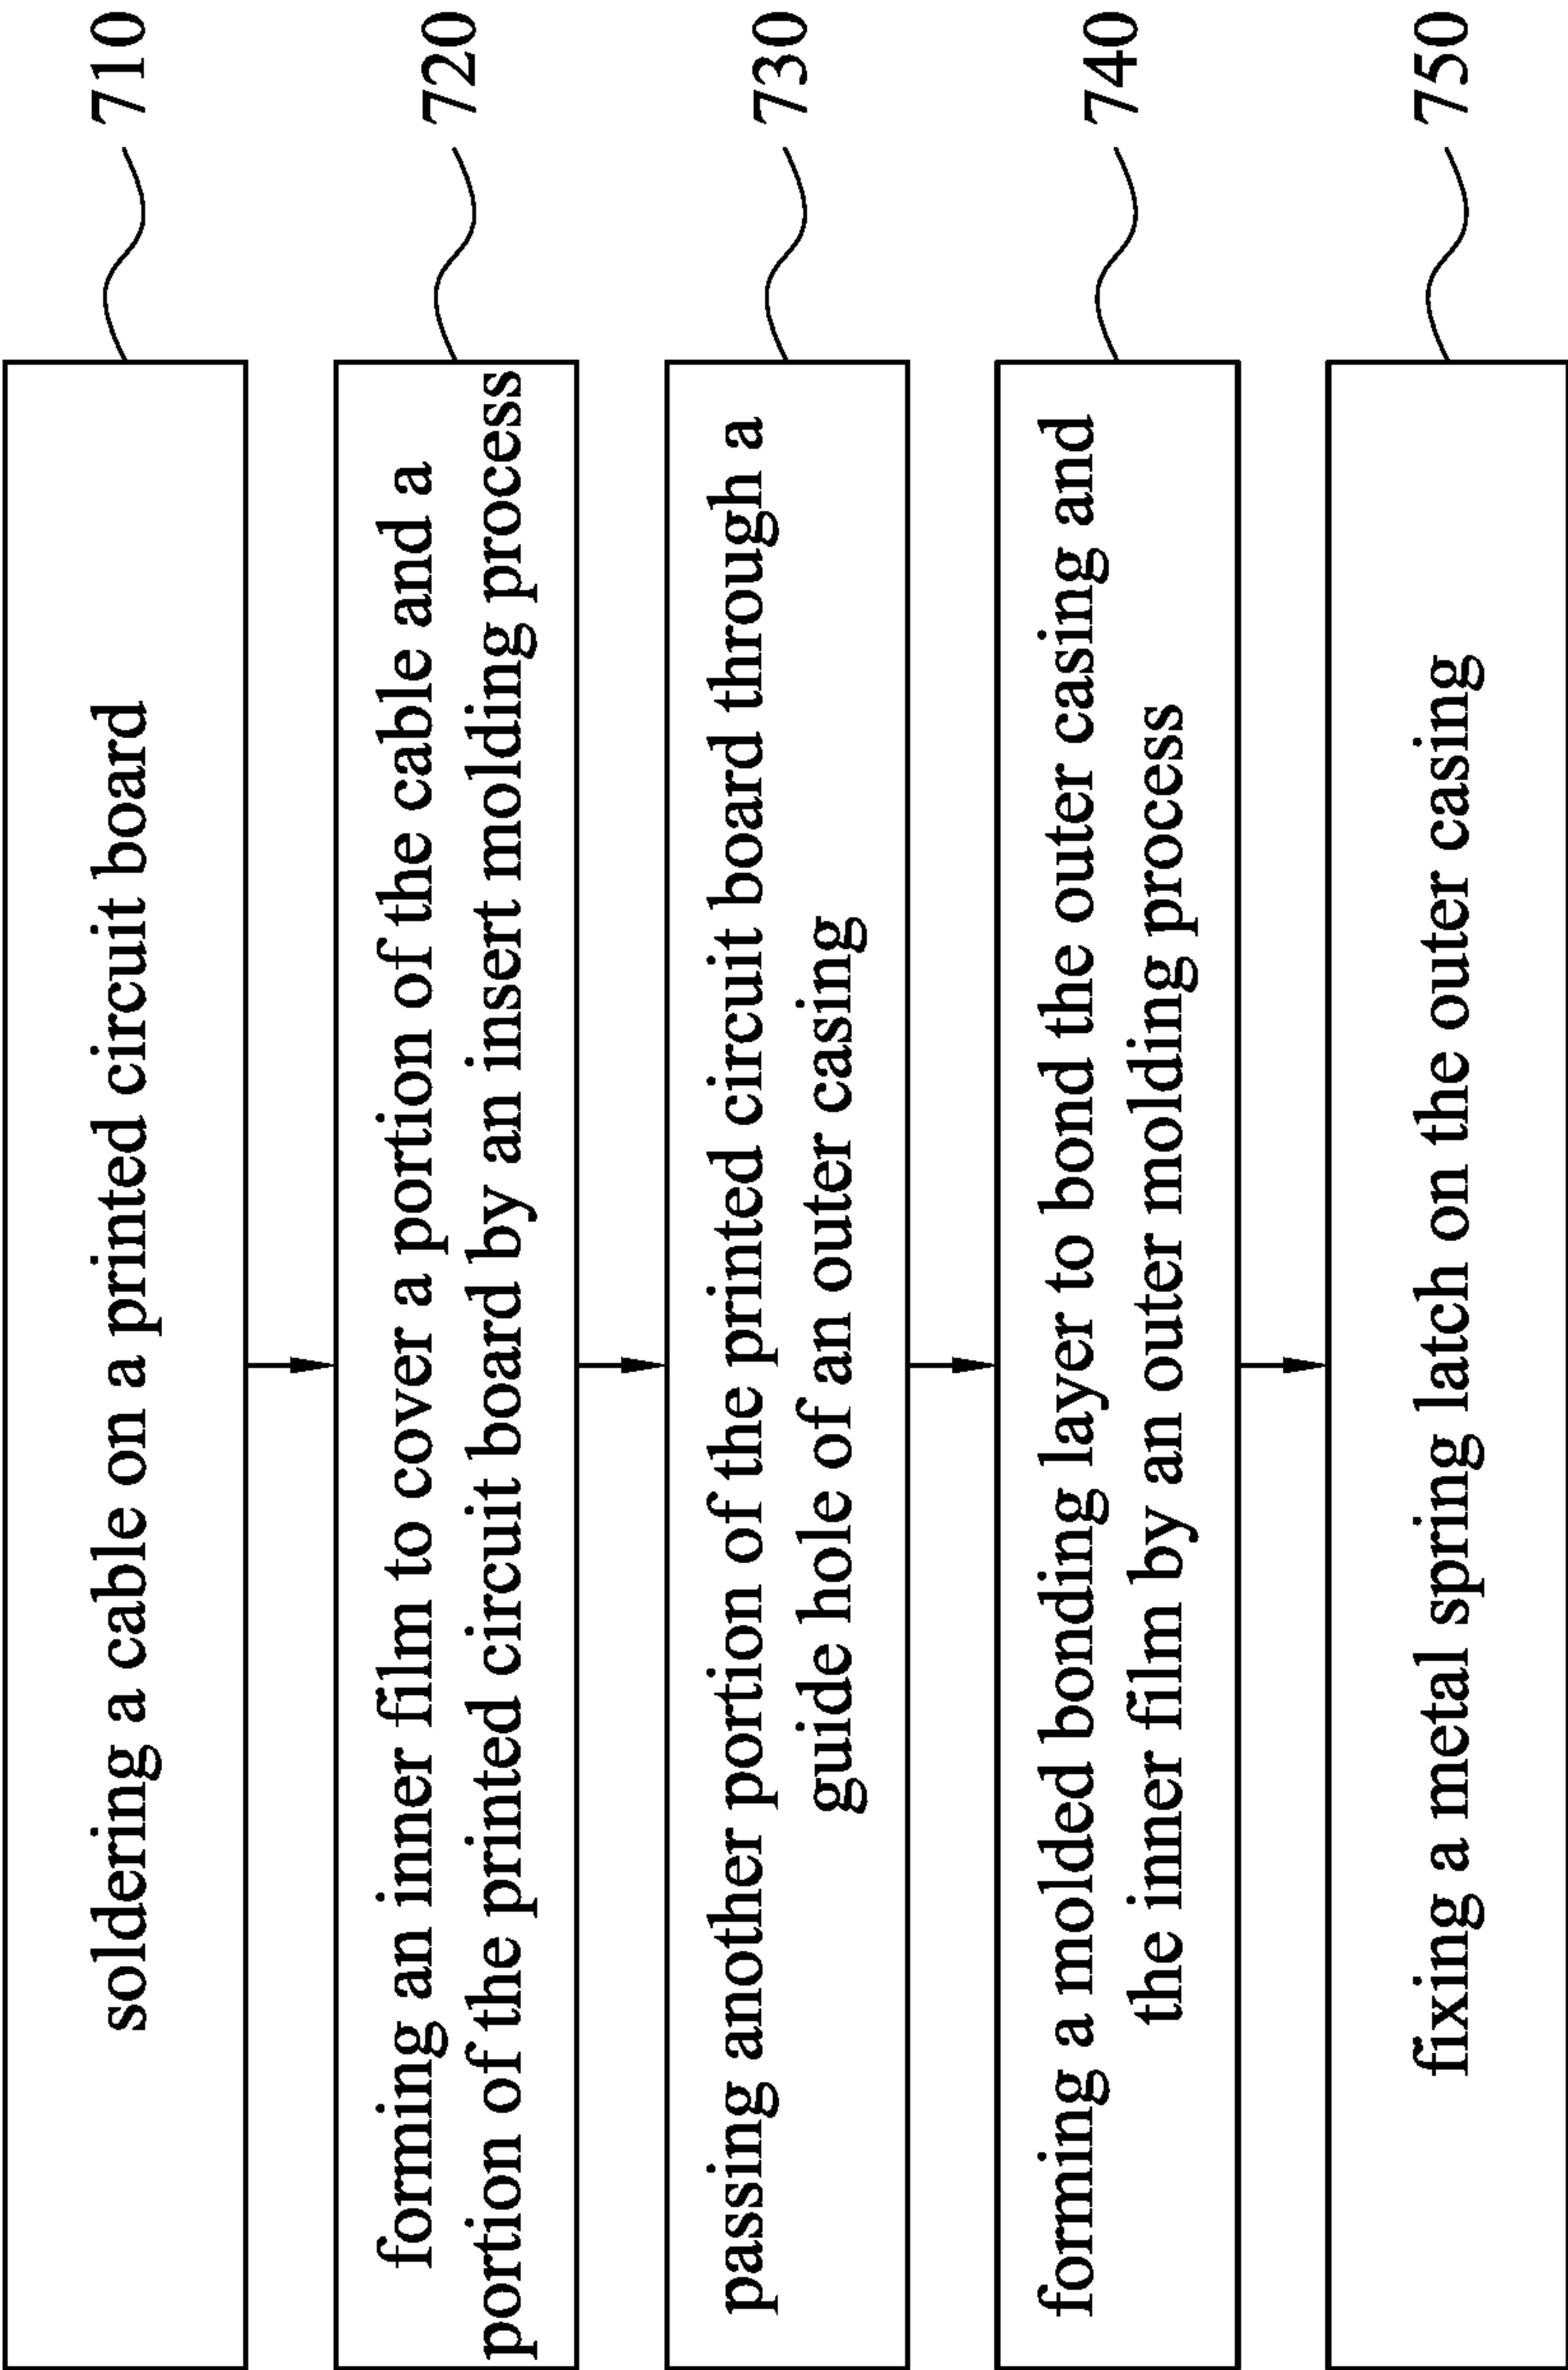 soldering a cable on a printed circuit board
710
forming an inner film to cover a portion of the cable and a
portion of the printed circuit board by an insert molding process
720
passing another portion of the printed circuit board through a
guide hole of an outer casing
730
forming a molded bonding layer to bond the outer casing and
the inner film by an outer molding process
740
fixing a metal spring latch on the outer casing
750